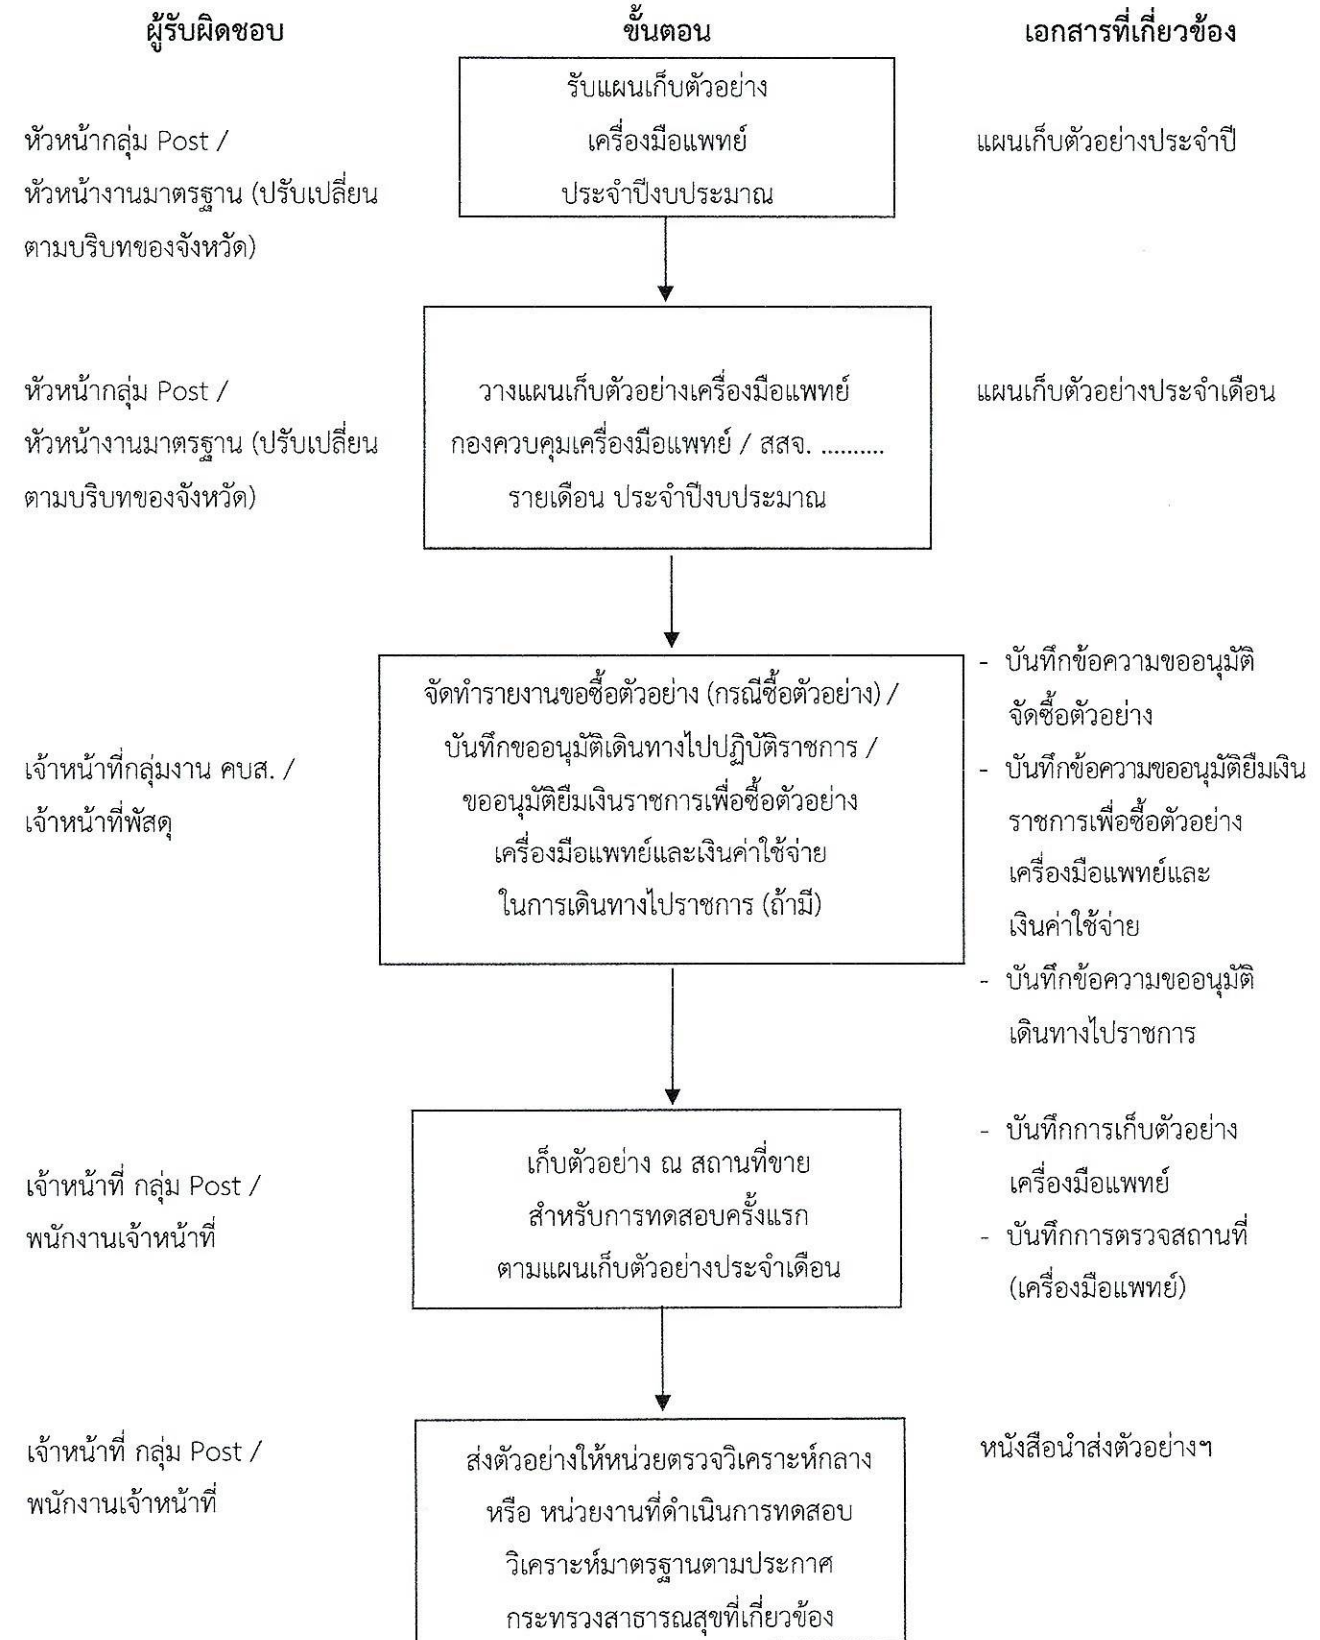 ผู้รับผิดชอบ
ขั้นตอน
เอกสารที่เกี่ยวข้อง
หัวหน้ากลุ่ม Post /
หัวหน้างานมาตรฐาน (ปรับเปลี่ยน
ตามบริบทของจังหวัด)
รับแผนเก็บตัวอย่าง
เครื่องมือแพทย์
ประจำปีงบประมาณ
แผนเก็บตัวอย่างประจำปี
หัวหน้ากลุ่ม Post /
หัวหน้างานมาตรฐาน (ปรับเปลี่ยน
ตามบริบทของจังหวัด)
วางแผนเก็บตัวอย่างเครื่องมือแพทย์
กองควบคุมเครื่องมือแพทย์ / สสจ. ..........
รายเดือน ประจำปีงบประมาณ
แผนเก็บตัวอย่างประจำเดือน
เจ้าหน้าที่กลุ่มงาน คบส. /
เจ้าหน้าที่พัสดุ
จัดทำรายงานขอซื้อตัวอย่าง (กรณีซื้อตัวอย่าง) /
บันทึกขออนุมัติเดินทางไปปฏิบัติราชการ /
ขออนุมัติยืมเงินราชการเพื่อซื้อตัวอย่าง
เครื่องมือแพทย์และเงินค่าใช้จ่าย
ในการเดินทางไปราชการ (ถ้ามี)
- บันทึกข้อความขออนุมัติ
จัดซื้อตัวอย่าง
- บันทึกข้อความขออนุมัติยืมเงิน
ราชการเพื่อซื้อตัวอย่าง
เครื่องมือแพทย์และ
เงินค่าใช้จ่าย
- บันทึกข้อความขออนุมัติ
เดินทางไปราชการ
เจ้าหน้าที่ กลุ่ม Post /
พนักงานเจ้าหน้าที่
เก็บตัวอย่าง ณ สถานที่ขาย
สำหรับการทดสอบครั้งแรก
ตามแผนเก็บตัวอย่างประจำเดือน
- บันทึกการเก็บตัวอย่าง
เครื่องมือแพทย์
- บันทึกการตรวจสถานที่
(เครื่องมือแพทย์)
เจ้าหน้าที่ กลุ่ม Post /
พนักงานเจ้าหน้าที่
ส่งตัวอย่างให้หน่วยตรวจวิเคราะห์กลาง
หรือ หน่วยงานที่ดำเนินการทดสอบ
วิเคราะห์มาตรฐานตามประกาศ
กระทรวงสาธารณสุขที่เกี่ยวข้อง
หนังสือนำส่งตัวอย่างฯ